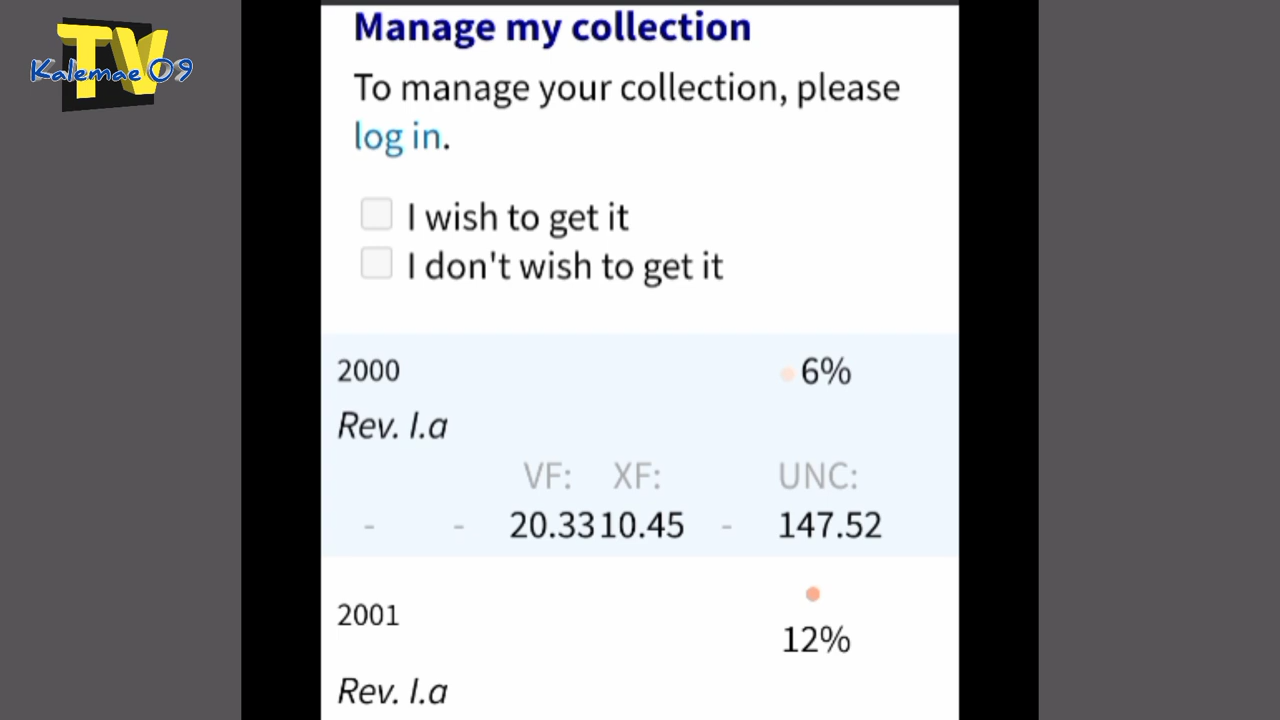 TV
Kalemae 09
Manage my collection
To manage your collection, please
log in.
I wish to get it
I don't wish to get it
2000 6%
Rev. I.a
VF: XF: UNC:
- - 20.33 10.45 - 147.52
2001
12%
Rev. I.a